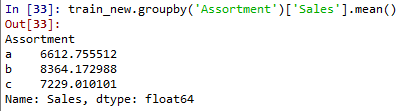 In [33]: train_new.groupby('Assortment')['Sales'].mean()
Out[33]:
Assortment
a    6612.755512
b    8364.172988
c    7229.010101
Name: Sales, dtype: float64